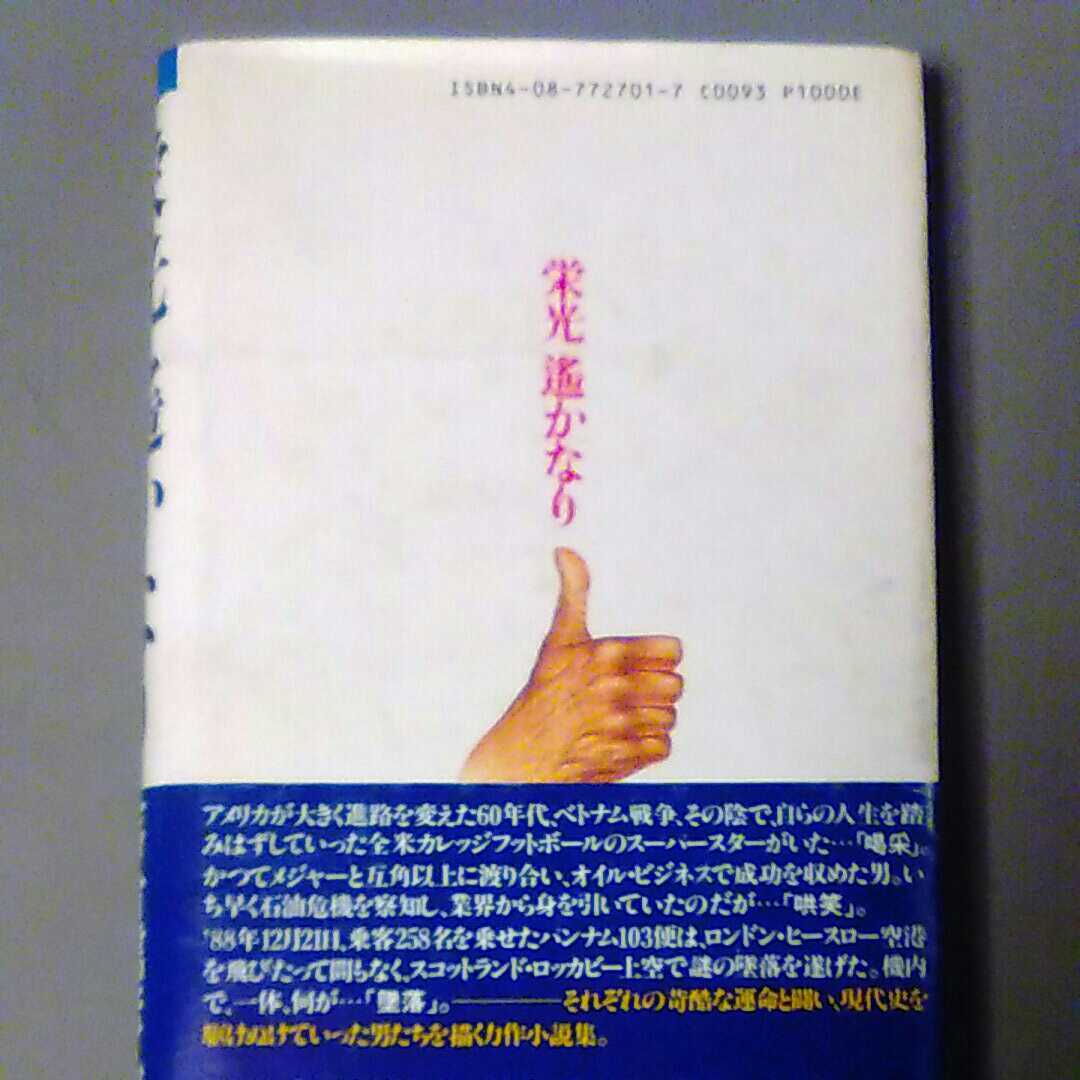 ISBN4-08-772701-7 C0093 P1000E
栄光 遙かなり
アメリカが大きく進路を変えた60年代、ベトナム戦争、その陰で、自らの人生を踏
みはずしていった全米カレッジフットボールのスーパースターがいた…「喝采」。
かつてメジャーと互角以上に渡り合い、オイル・ビジネスで成功を収めた男。い
ち早く石油危機を察知し、業界から身を引いていたのだが…「哄笑」。
'88年12月21日、乗客258名を乗せたパンナム103便は、ロンドン・ヒースロー空港
を飛びたって間もなく、スコットランド・ロッカビー上空で謎の墜落を遂げた。機内
で、一体、何が…「墜落」。――――それぞれの苛酷な運命と闘い、現代史を
駆けぬけていった男たちを描く力作小説集。